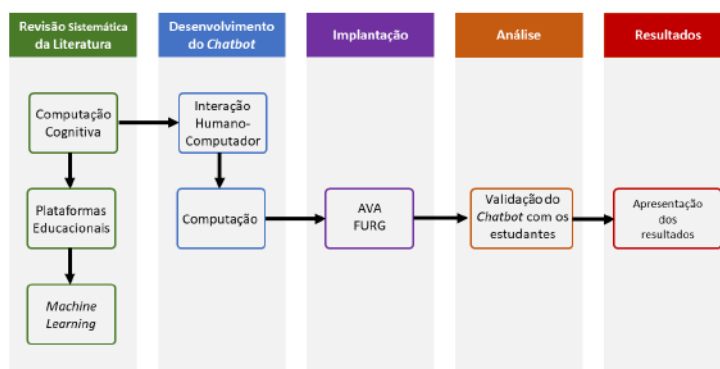 Revisão Sistemática
da Literatura
Desenvolvimento
do Chatbot
Implantação
Análise
Resultados
Computação
Cognitiva
Plataformas
Educacionais
Machine
Learning
Interação
Humano-
Computador
Computação
AVA
FURG
Validação do
Chatbot com os
estudantes
Apresentação
dos
resultados